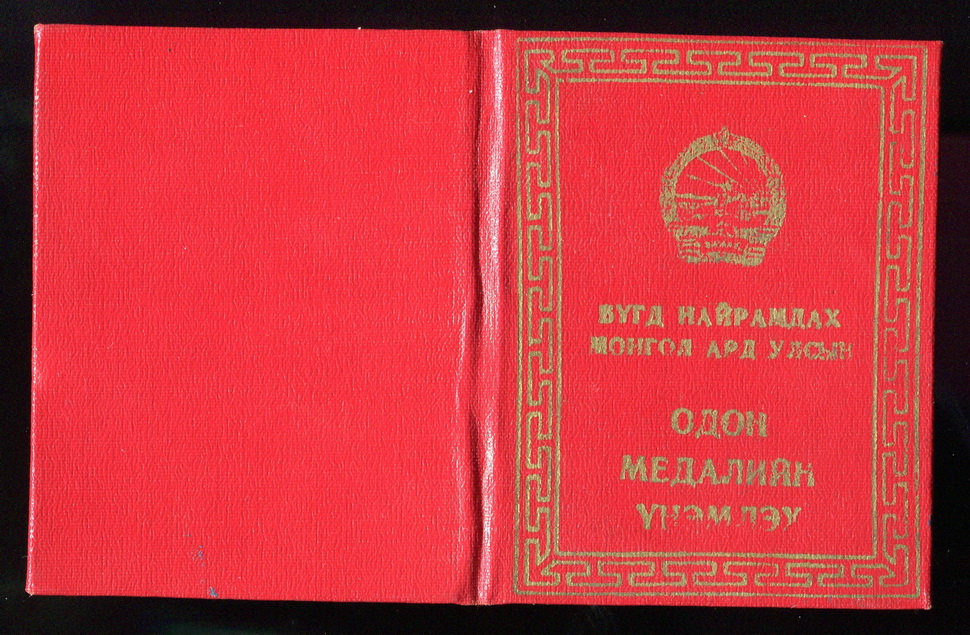 БҮГД НАЙРАМДАХ
МОНГОЛ АРД УЛСЫН
ОДОН
МЕДАЛИЙН
ҮНЭМЛЭХ